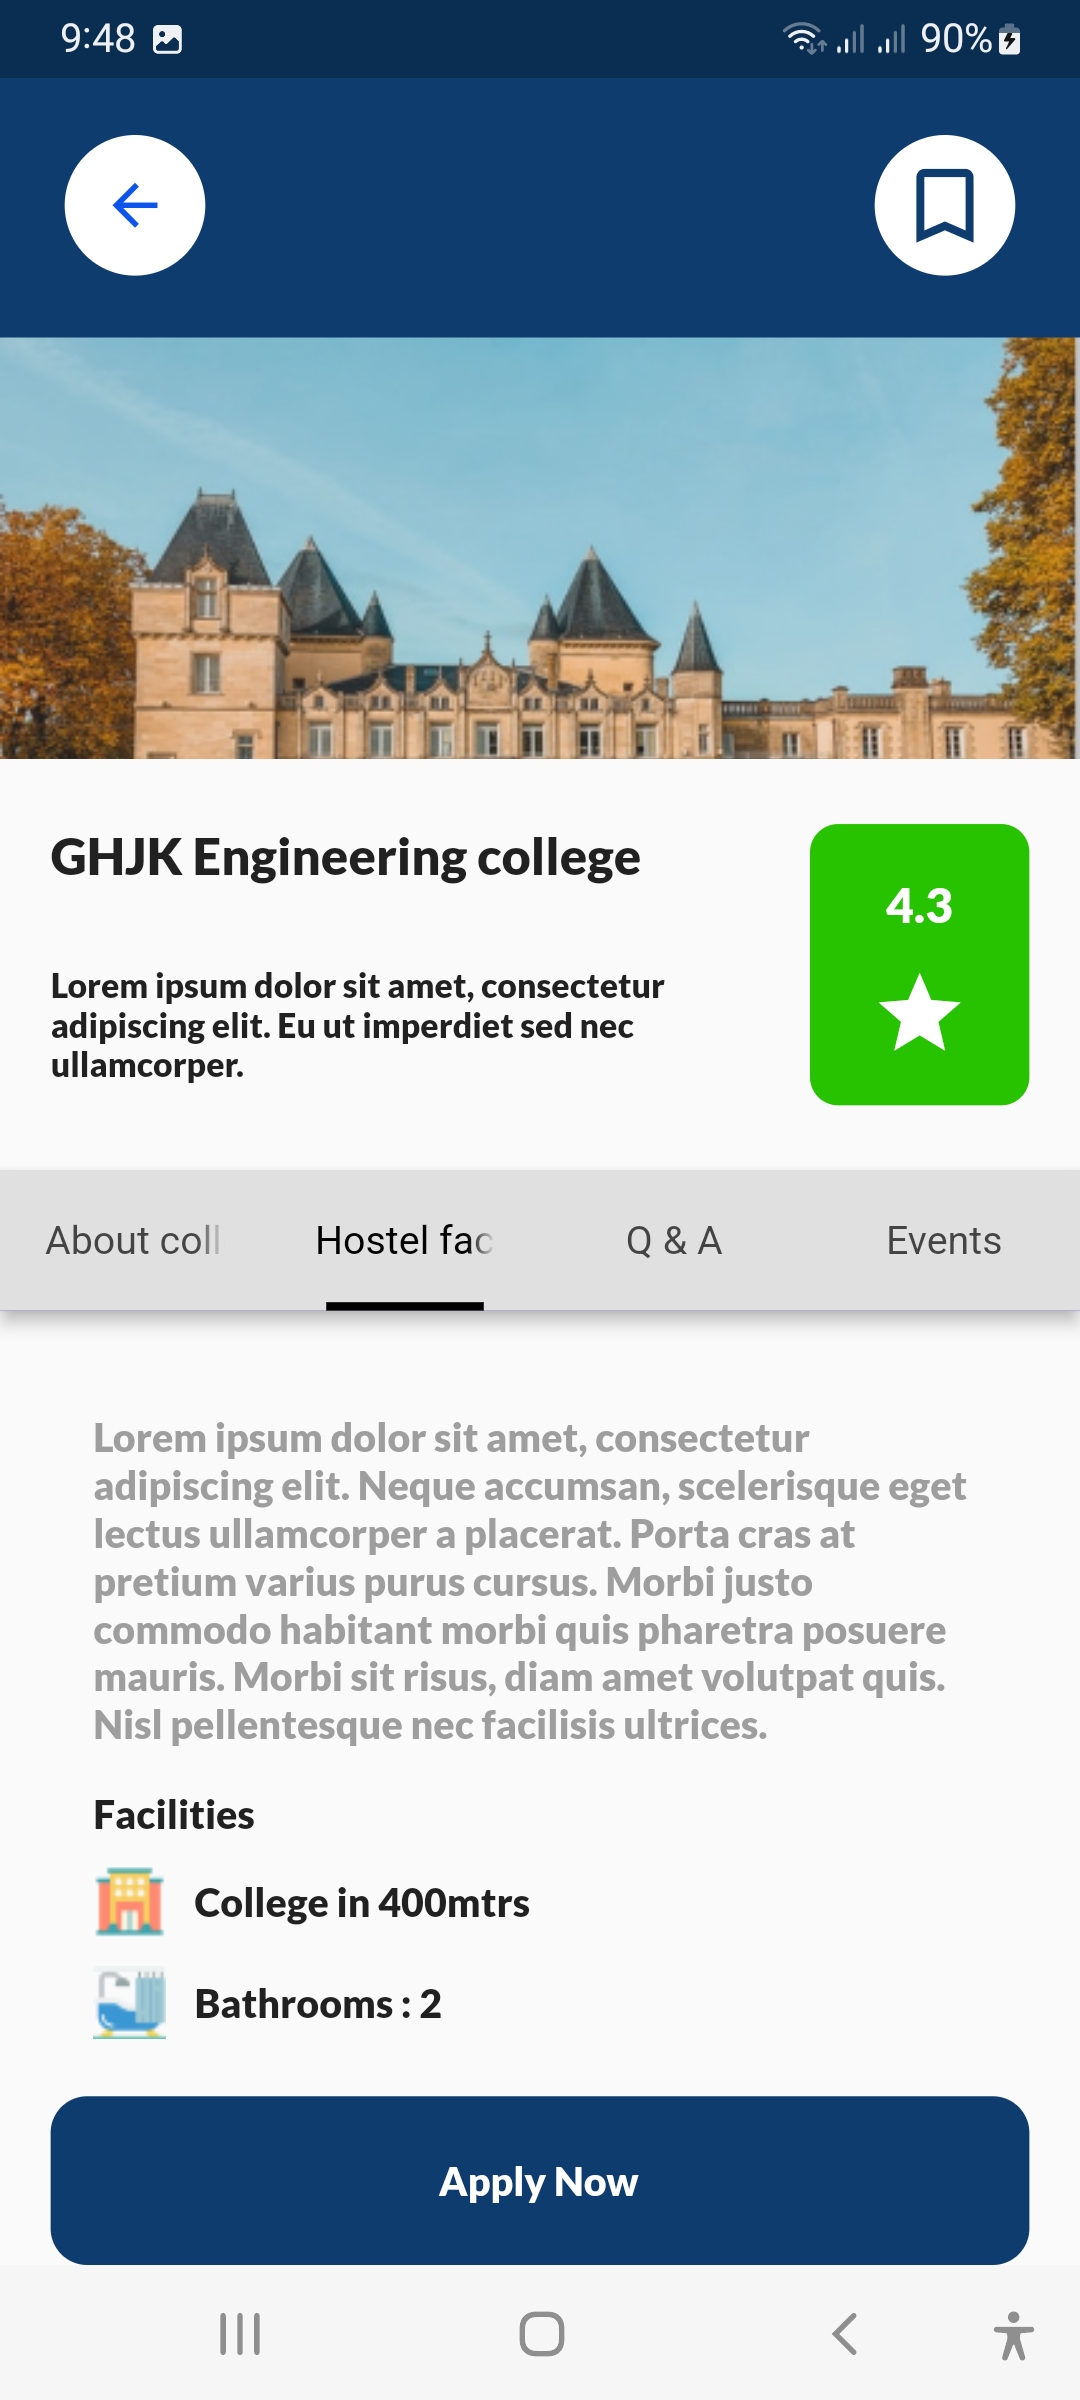 9:48
90%
GHJK Engineering college
4.3
Lorem ipsum dolor sit amet, consectetur
adipiscing elit. Eu ut imperdiet sed nec
ullamcorper.
About coll
Hostel fac
Q & A
Events
Lorem ipsum dolor sit amet, consectetur
adipiscing elit. Neque accumsan, scelerisque eget
lectus ullamcorper a placerat. Porta cras at
pretium varius purus cursus. Morbi justo
commodo habitant morbi quis pharetra posuere
mauris. Morbi sit risus, diam amet volutpat quis.
Nisl pellentesque nec facilisis ultrices.
Facilities
College in 400mtrs
Bathrooms : 2
Apply Now